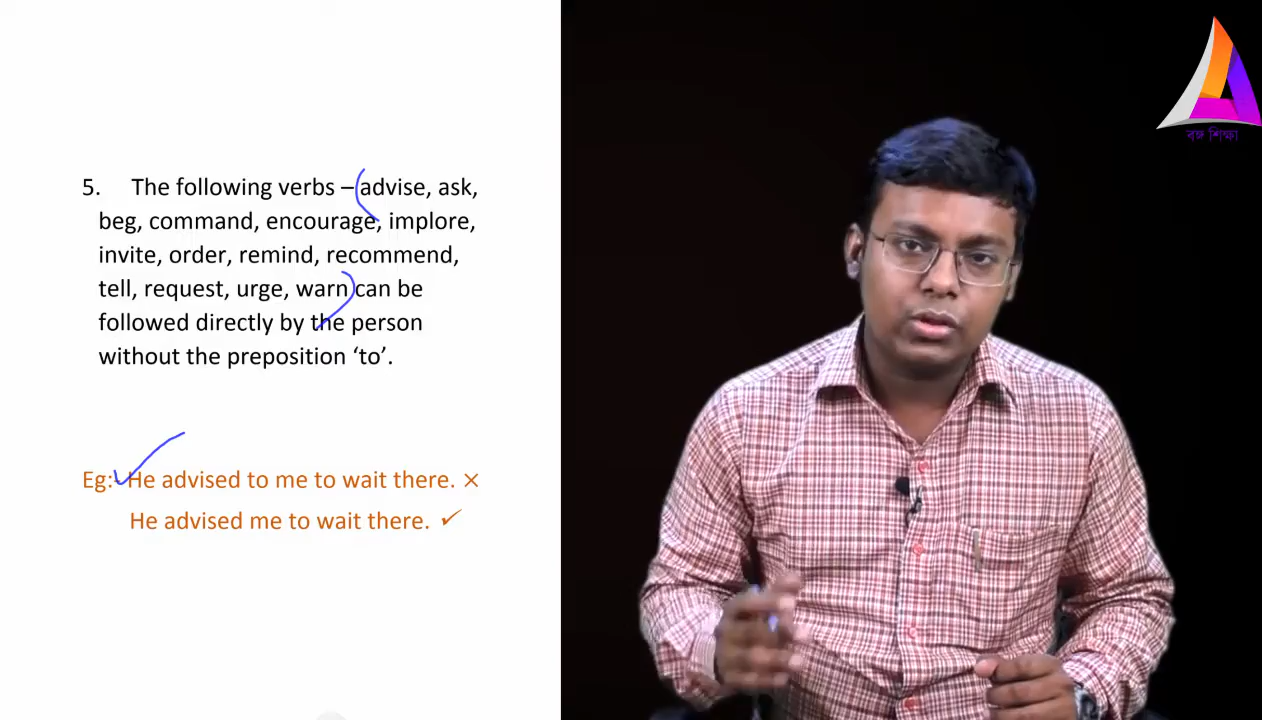 বঙ্গ শিক্ষা
5. The following verbs – advise, ask,
beg, command, encourage, implore,
invite, order, remind, recommend,
tell, request, urge, warn can be
followed directly by the person
without the preposition ‘to’.
Eg:- He advised to me to wait there. ×
He advised me to wait there. ✓